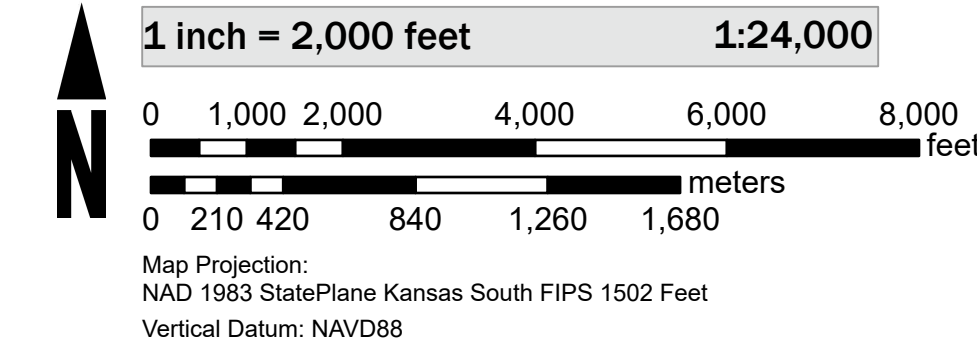 1 inch = 2,000 feet 1:24,000
0 1,000 2,000 4,000 6,000 8,000
feet
meters
0 210 420 840 1,260 1,680
N
Map Projection:
NAD 1983 StatePlane Kansas South FIPS 1502 Feet
Vertical Datum: NAVD88